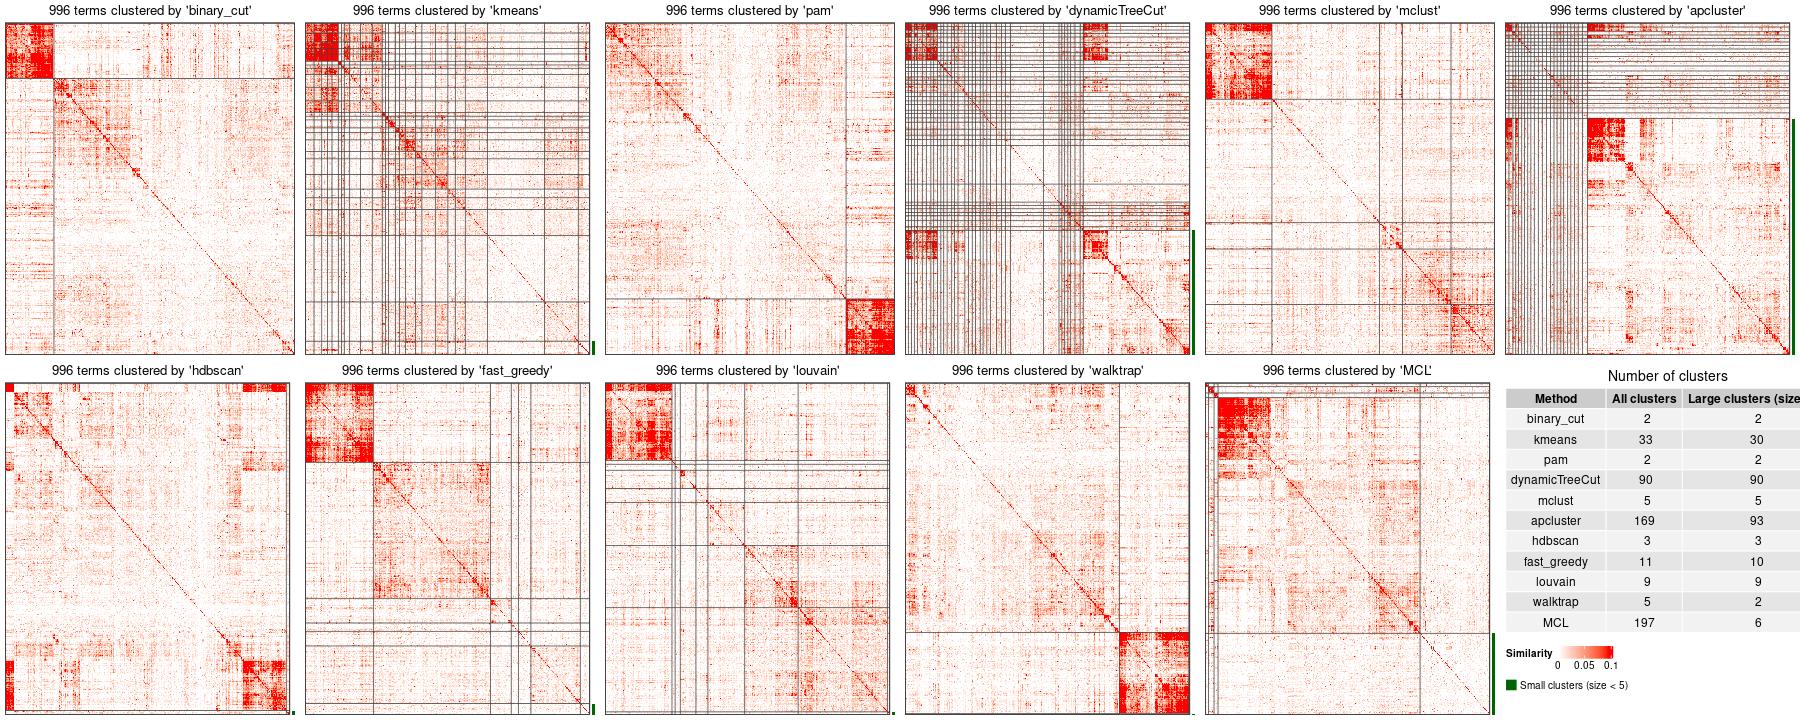 996 terms clustered by 'binary_cut'
996 terms clustered by 'kmeans'
996 terms clustered by 'pam'
996 terms clustered by 'dynamicTreeCut'
996 terms clustered by 'mclust'
996 terms clustered by 'apcluster'
996 terms clustered by 'hdbscan'
996 terms clustered by 'fast_greedy'
996 terms clustered by 'louvain'
996 terms clustered by 'walktrap'
996 terms clustered by 'MCL'
Number of clusters
Method All clusters Large clusters (size
binary_cut 2 2
kmeans 33 30
pam 2 2
dynamicTreeCut 90 90
mclust 5 5
apcluster 169 93
hdbscan 3 3
fast_greedy 11 10
louvain 9 9
walktrap 5 2
MCL 197 6
Similarity
0 0.05 0.1
Small clusters (size < 5)